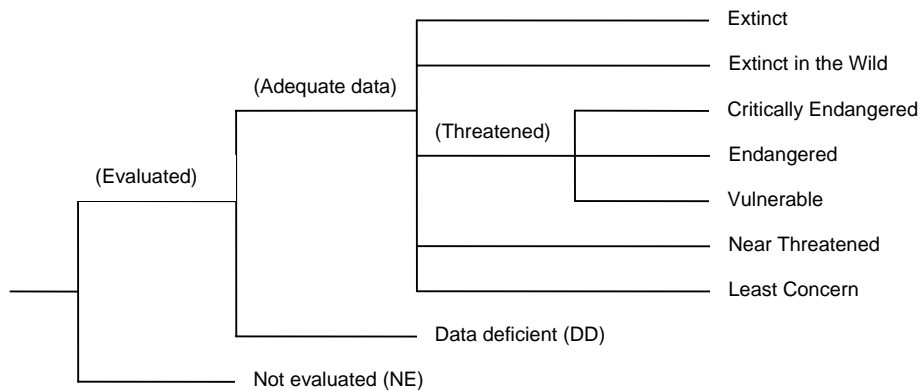 Extinct
Extinct in the Wild
(Adequate data)
Critically Endangered
(Threatened)
Endangered
(Evaluated)
Vulnerable
Near Threatened
Least Concern
Data deficient (DD)
Not evaluated (NE)